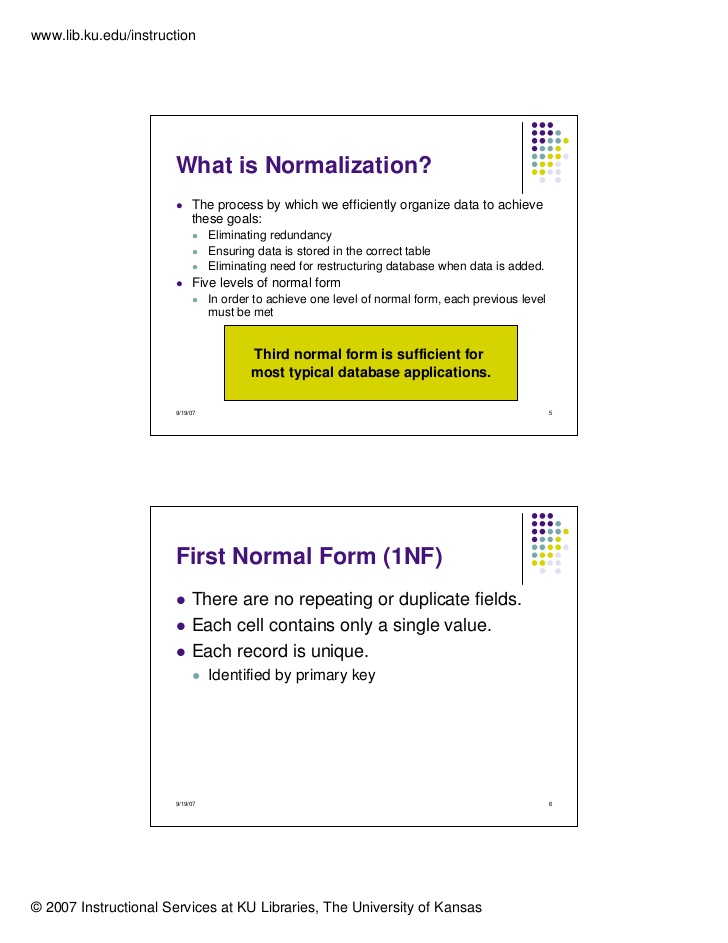 www.lib.ku.edu/instruction
What is Normalization?
The process by which we efficiently organize data to achieve
these goals:
Eliminating redundancy
Ensuring data is stored in the correct table
Eliminating need for restructuring database when data is added.
Five levels of normal form
In order to achieve one level of normal form, each previous level
must be met
Third normal form is sufficient for
most typical database applications.
9/19/07 5
First Normal Form (1NF)
There are no repeating or duplicate fields.
Each cell contains only a single value.
Each record is unique.
Identified by primary key
9/19/07 6
© 2007 Instructional Services at KU Libraries, The University of Kansas